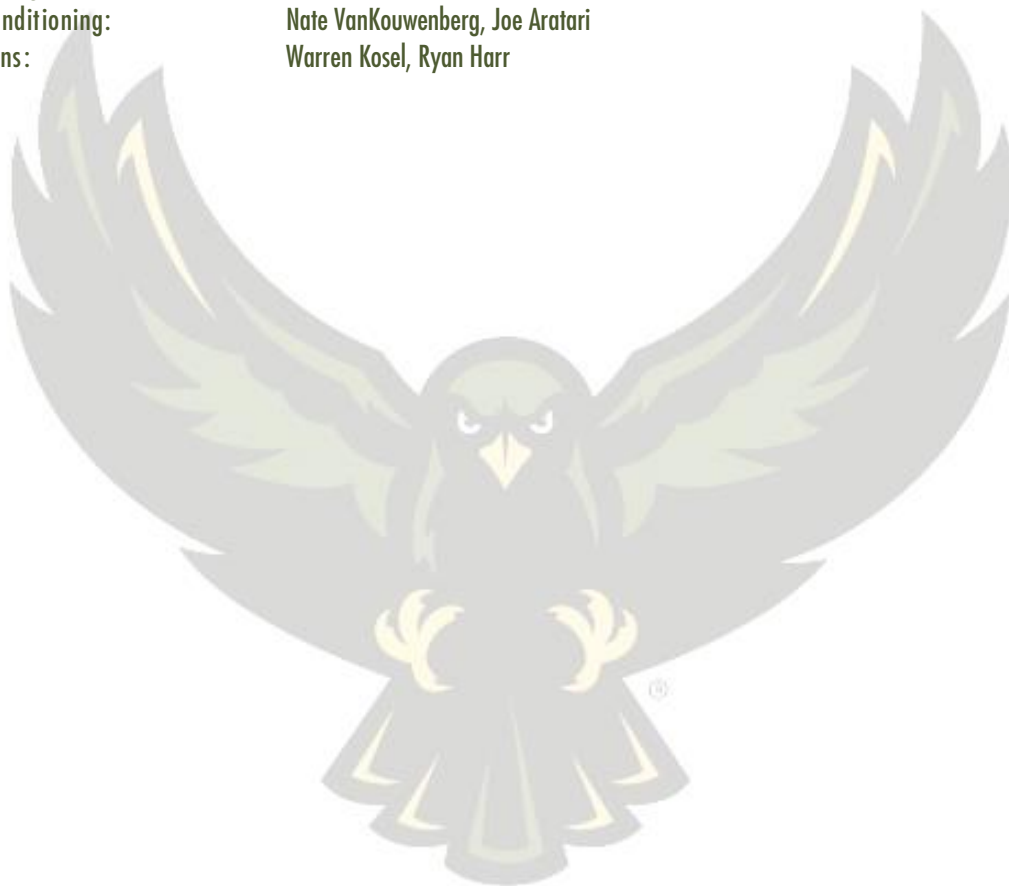 nditioning: Nate VanKouwenberg, Joe Aratari
ns: Warren Kosel, Ryan Harr
®